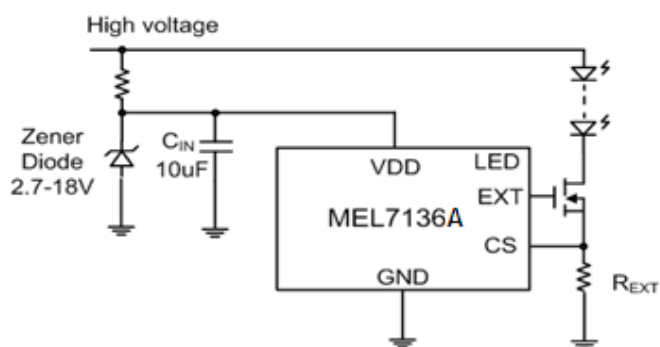 High voltage
Zener
Diode
2.7-18V
CIN
10uF
VDD
LED
EXT
MEL7136A
CS
GND
REXT